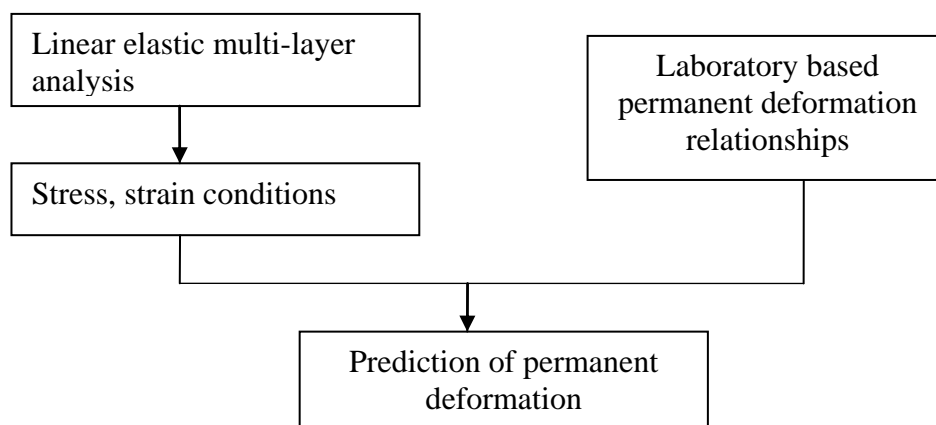 Linear elastic multi-layer
analysis
Laboratory based
permanent deformation
relationships
Stress, strain conditions
Prediction of permanent
deformation